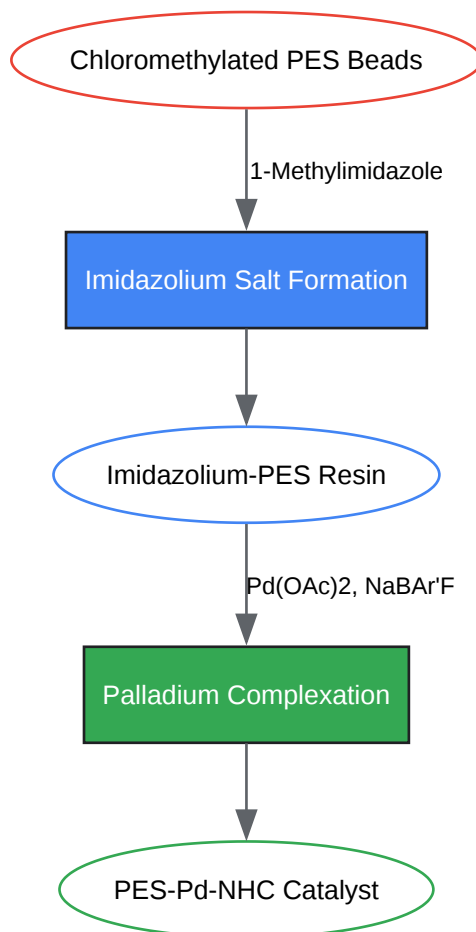 Chloromethylated PES Beads
1-Methylimidazole
Imidazolium Salt Formation
Imidazolium-PES Resin
Pd(OAc)2, NaBAr'F
Palladium Complexation
PES-Pd-NHC Catalyst